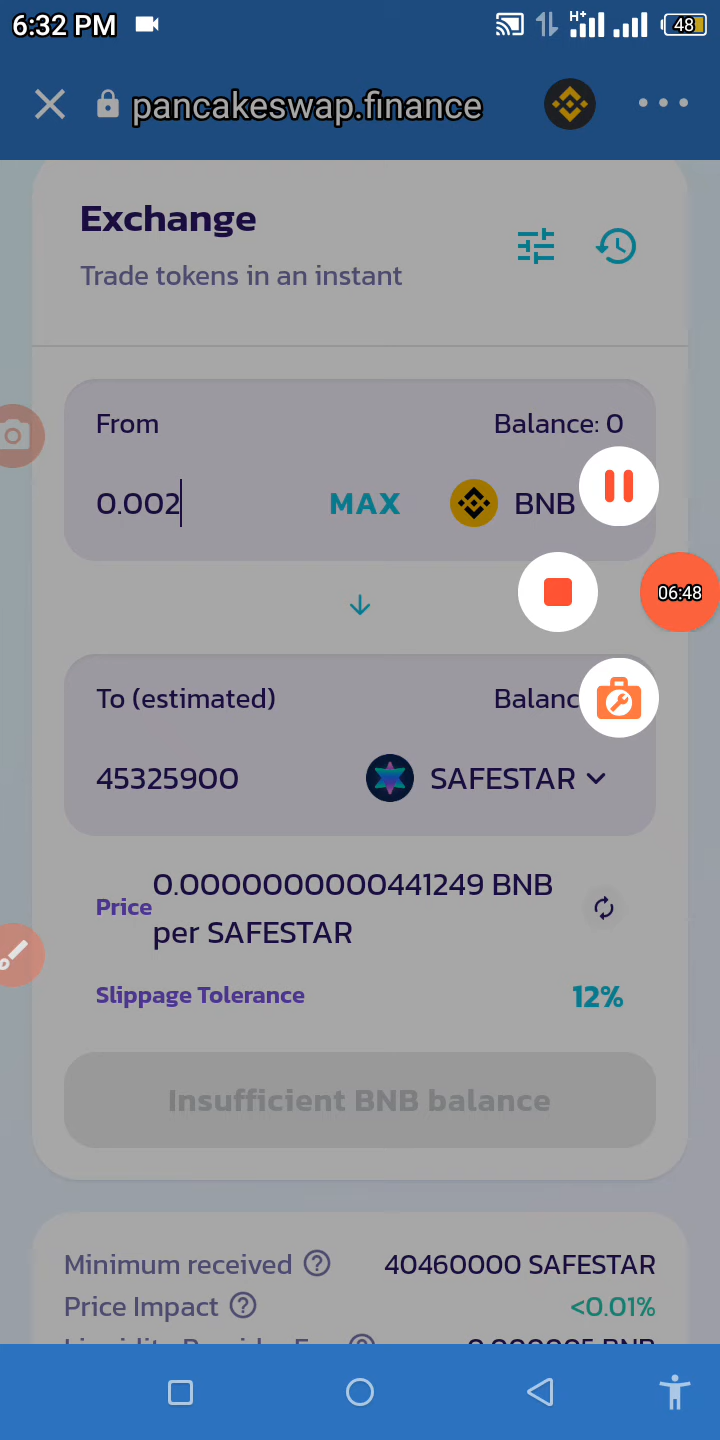 6:32 PM
H+
48
pancakeswap.finance
Exchange
Trade tokens in an instant
From
Balance: 0
0.002
MAX
BNB
06:48
To (estimated)
Balanc
45325900
SAFESTAR
Price
0.0000000000441249 BNB
per SAFESTAR
Slippage Tolerance
12%
Insufficient BNB balance
Minimum received
40460000 SAFESTAR
Price Impact
<0.01%